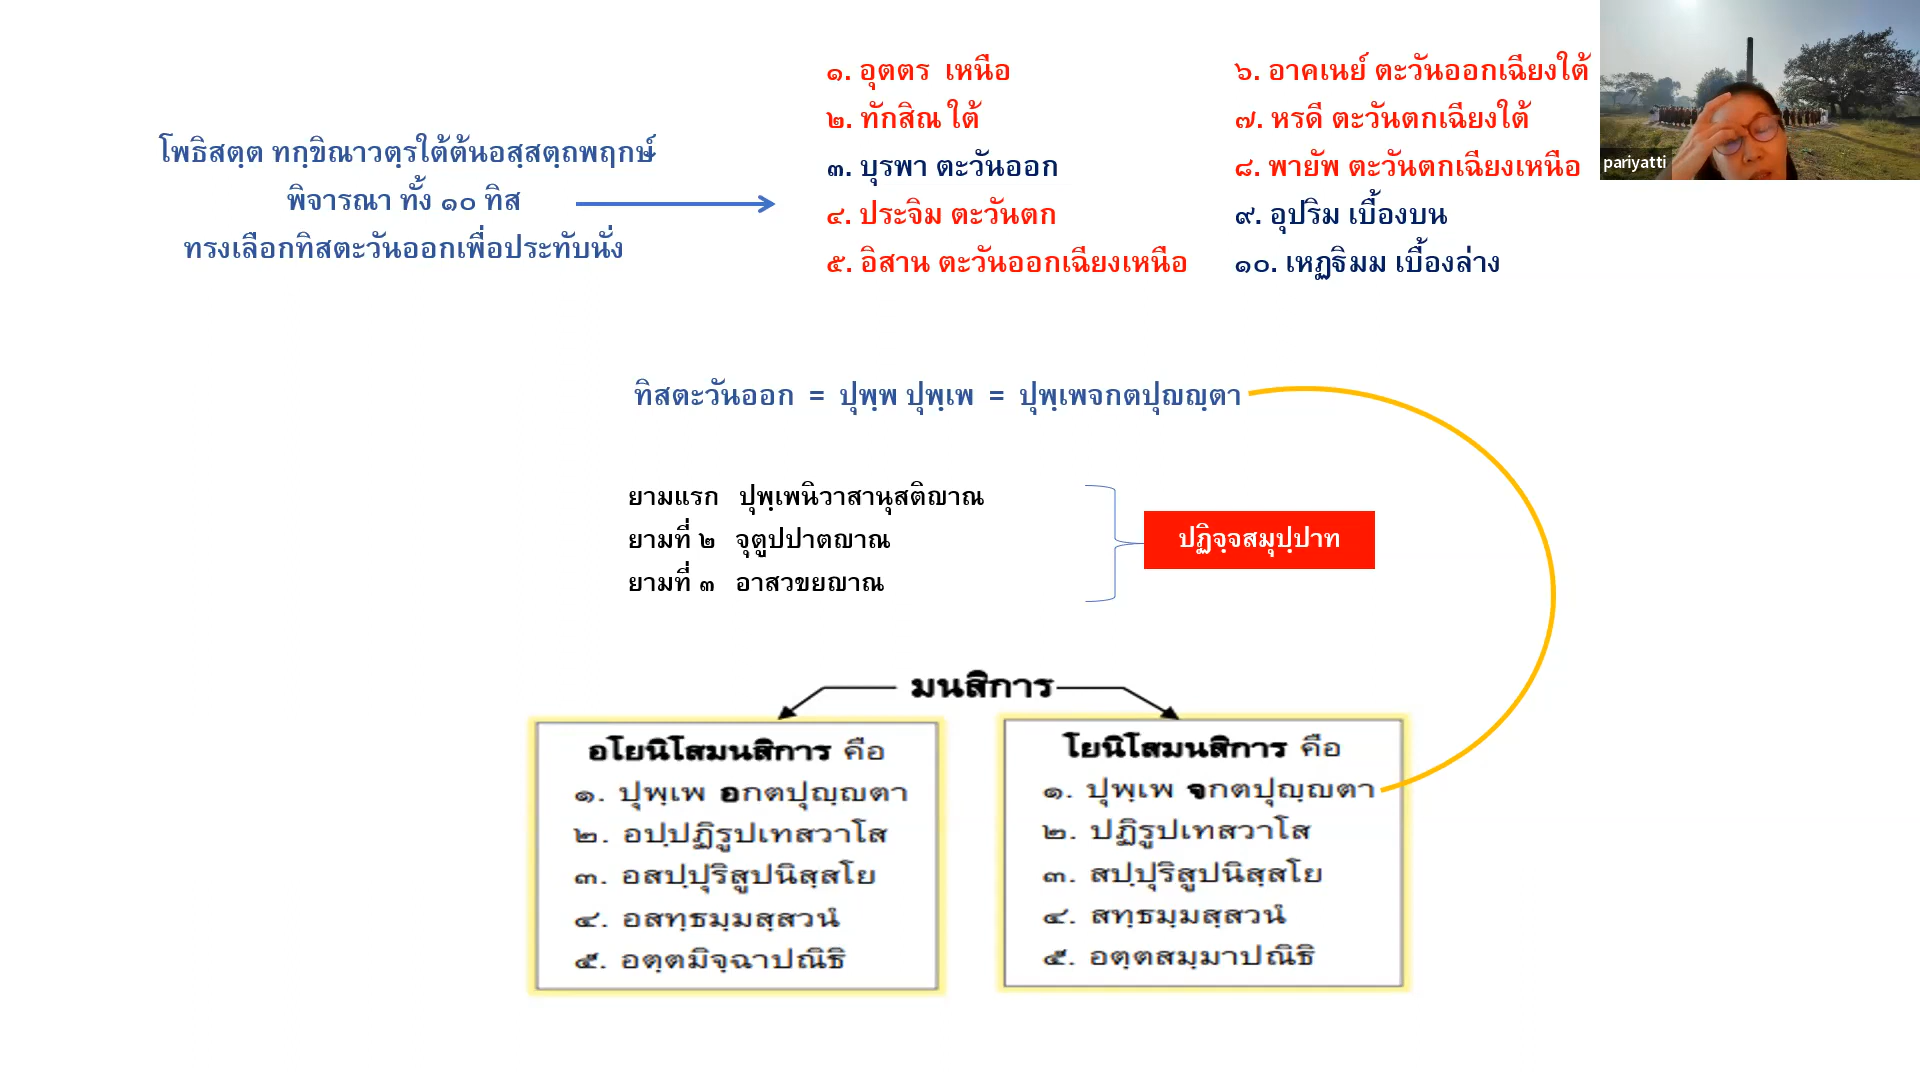 โพธิสตฺต ทกฺขิณาวตฺรใต้ต้นอสฺสตฺถพฤกษ์
พิจารณา ทั้ง ๑๐ ทิส
ทรงเลือกทิสตะวันออกเพื่อประทับนั่ง
๑. อุตตร เหนือ
๒. ทักสิณ ใต้
๓. บุรพา ตะวันออก
๔. ประจิม ตะวันตก
๕. อิสาน ตะวันออกเฉียงเหนือ
๖. อาคเนย์ ตะวันออกเฉียงใต้
๗. หรดี ตะวันตกเฉียงใต้
๘. พายัพ ตะวันตกเฉียงเหนือ
๙. อุปริม เบื้องบน
๑๐. เหฏฐิมม เบื้องล่าง
pariyatti
ทิสตะวันออก = ปุพฺพ ปุพฺเพ = ปุพฺเพจกตปุญญฺตา
ยามแรก ปุพฺเพนิวาสานุสติญาณ
ยามที่ ๒ จุตูปปาตญาณ
ยามที่ ๓ อาสวขยญาณ
ปฏิจฺจสมุปฺปาท
มนสิการ
อโยนิโสมนสิการ คือ
๑. ปุพฺเพ อกตปุญฺญตา
๒. อปฺปฏิรูปเทสวาโส
๓. อสปฺปุริสูปนิสฺสโย
๔. อสทฺธมฺมสฺสวนํ
๕. อตฺตมิจฺฉาปณิธิ
โยนิโสมนสิการ คือ
๑. ปุพฺเพ จกตปุญฺญตา
๒. ปฏิรูปเทสวาโส
๓. สปฺปุริสูปนิสฺสโย
๔. สทฺธมฺมสฺสวนํ
๕. อตฺตสมฺมาปณิธิ